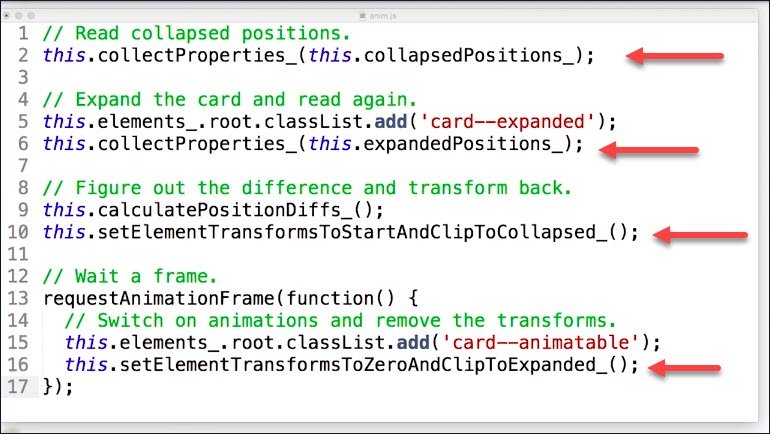 anim.js
1 // Read collapsed positions.
2 this.collectProperties_(this.collapsedPositions_);
3
4 // Expand the card and read again.
5 this.elements_.root.classList.add('card--expanded');
6 this.collectProperties_(this.expandedPositions_);
7
8 // Figure out the difference and transform back.
9 this.calculatePositionDiffs_();
10 this.setElementTransformsToStartAndClipToCollapsed_();
11
12 // Wait a frame.
13 requestAnimationFrame(function() {
14   // Switch on animations and remove the transforms.
15   this.elements_.root.classList.add('card--animatable');
16   this.setElementTransformsToZeroAndClipToExpanded_();
17 });